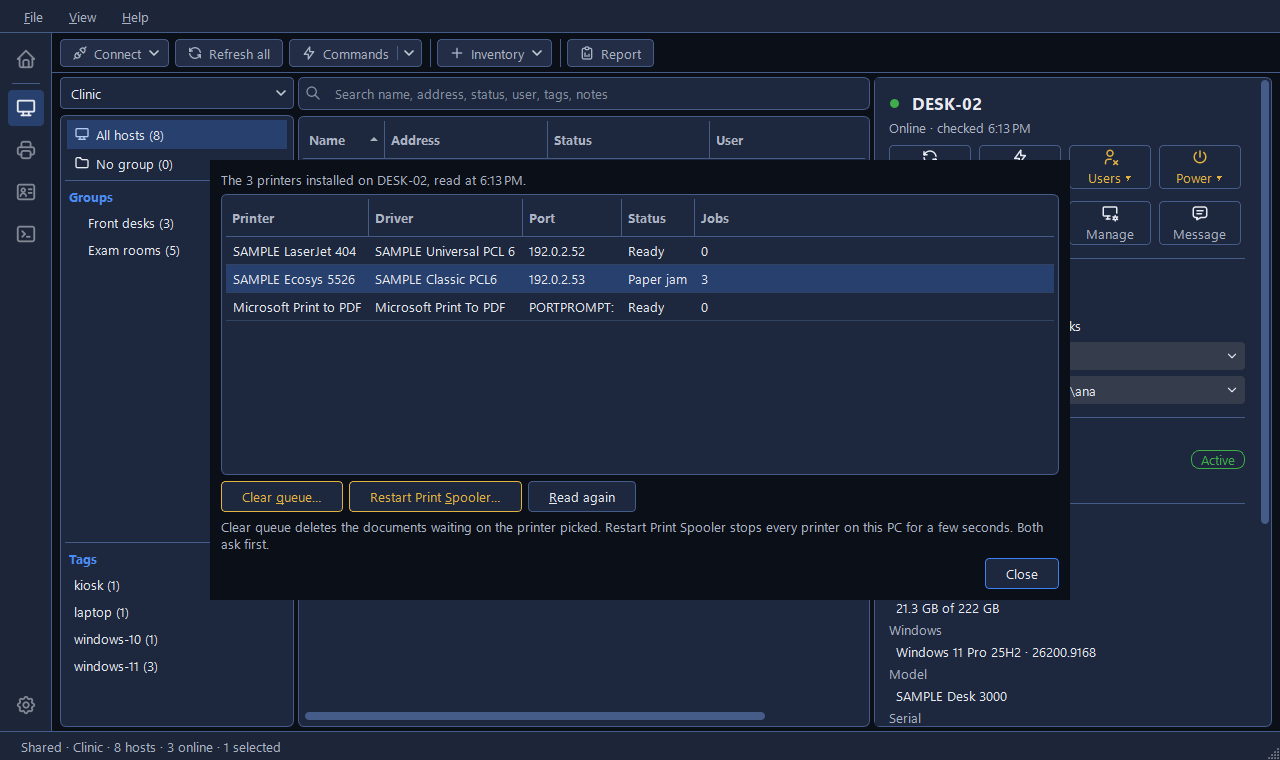 File View Help
Connect Refresh all Commands Inventory Report
Clinic
Search name, address, status, user, tags, notes
All hosts (8)
No group (0)
Groups
Front desks (3)
Exam rooms (5)
Tags
kiosk (1)
laptop (1)
windows-10 (1)
windows-11 (3)
Name Address Status User
DESK-02
Online · checked 6:13 PM
Users Power
Manage Message
ks
\ana
Active
The 3 printers installed on DESK-02, read at 6:13 PM.
Printer Driver Port Status Jobs
SAMPLE LaserJet 404 SAMPLE Universal PCL 6 192.0.2.52 Ready 0
SAMPLE Ecosys 5526 SAMPLE Classic PCL6 192.0.2.53 Paper jam 3
Microsoft Print to PDF Microsoft Print To PDF PORTPROMPT: Ready 0
Clear queue... Restart Print Spooler... Read again
Clear queue deletes the documents waiting on the printer picked. Restart Print Spooler stops every printer on this PC for a few seconds. Both
ask first.
Close
21.3 GB of 222 GB
Windows
Windows 11 Pro 25H2 · 26200.9168
Model
SAMPLE Desk 3000
Serial
Shared · Clinic · 8 hosts · 3 online · 1 selected